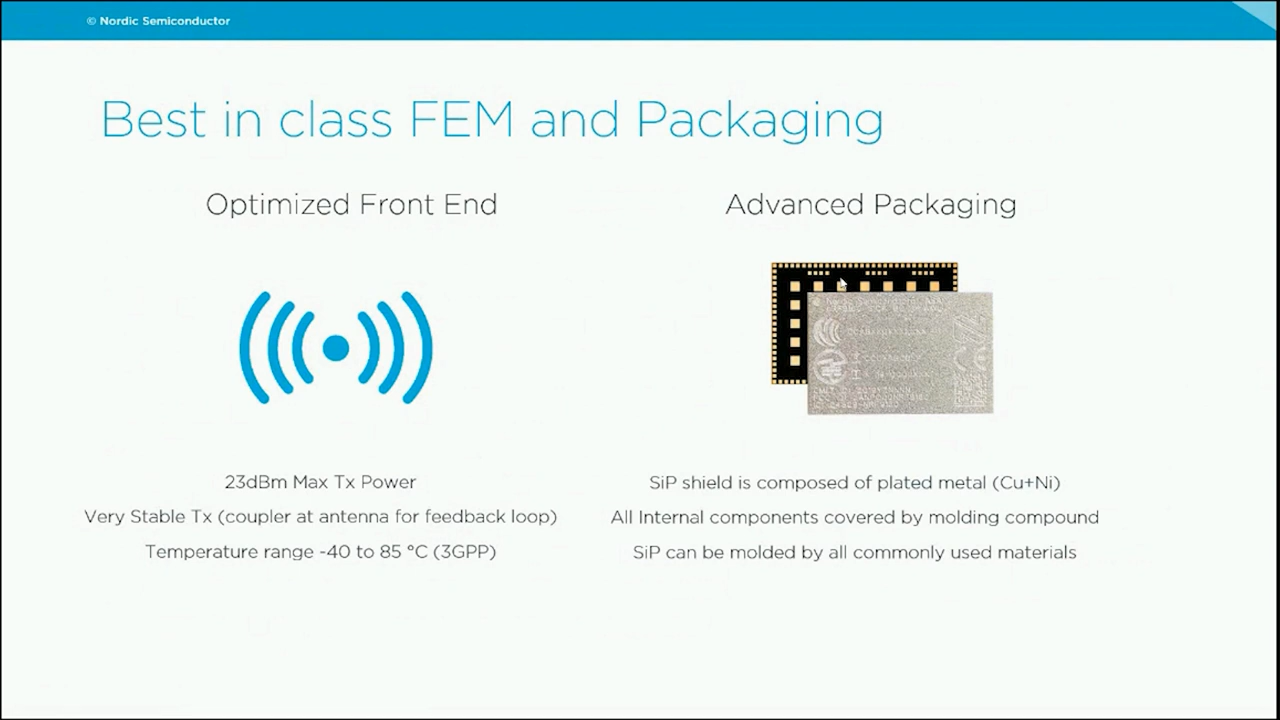 © Nordic Semiconductor
Best in class FEM and Packaging
Optimized Front End
Advanced Packaging
23dBm Max Tx Power
Very Stable Tx (coupler at antenna for feedback loop)
Temperature range -40 to 85 °C (3GPP)
SiP shield is composed of plated metal (Cu+Ni)
All Internal components covered by molding compound
SiP can be molded by all commonly used materials